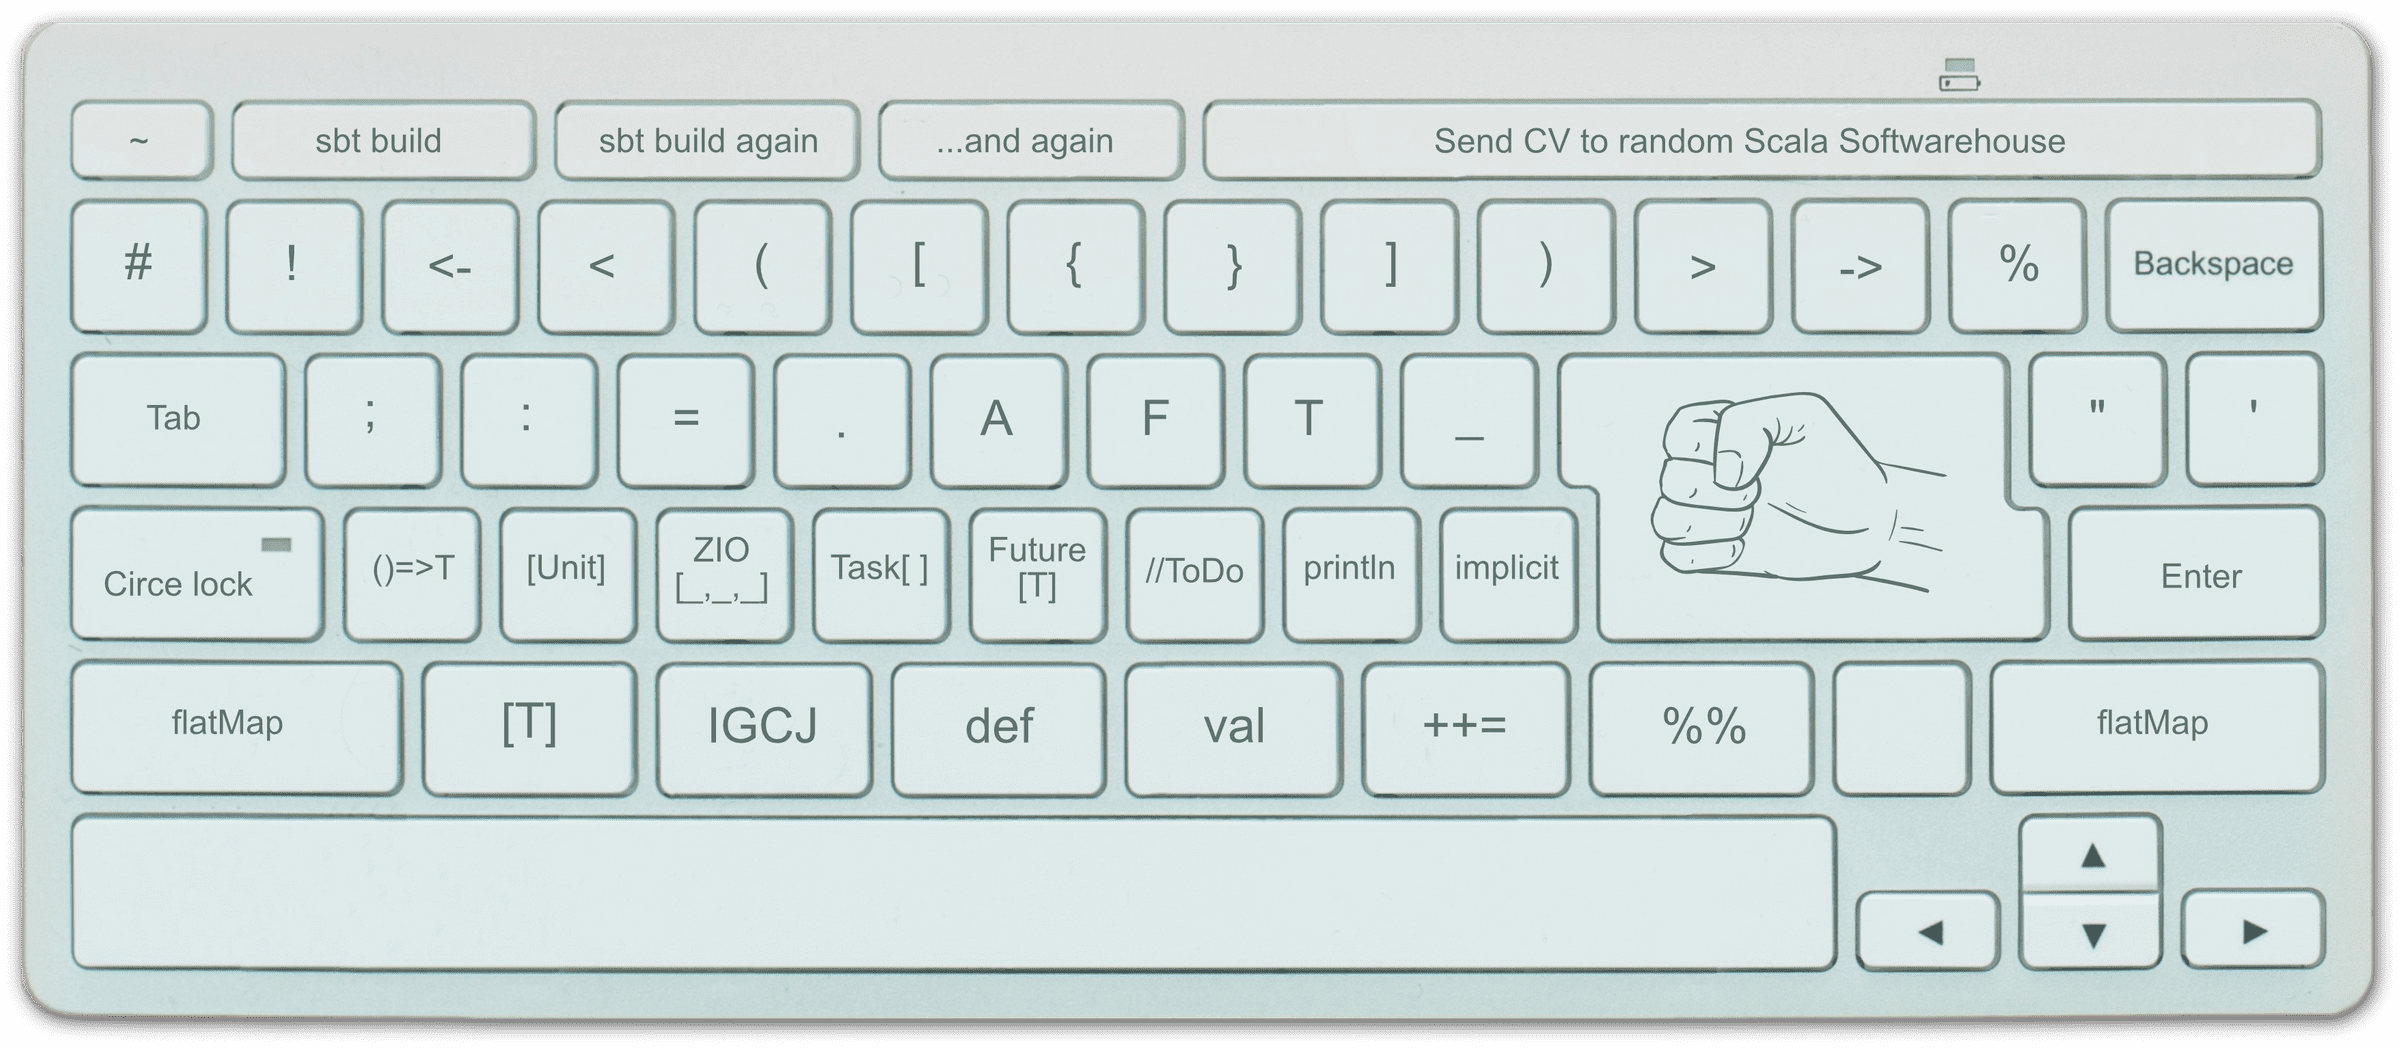 ~ sbt build sbt build again ...and again Send CV to random Scala Softwarehouse
# ! <- < ( [ { } ] ) > -> % Backspace
Tab ; : = . A F T _ " '
Circe lock ()=>T [Unit] ZIO [_,_,_] Task[ ] Future [T] //ToDo println implicit Enter
flatMap [T] IGCJ def val ++= %% flatMap
▲
◀ ▼ ▶